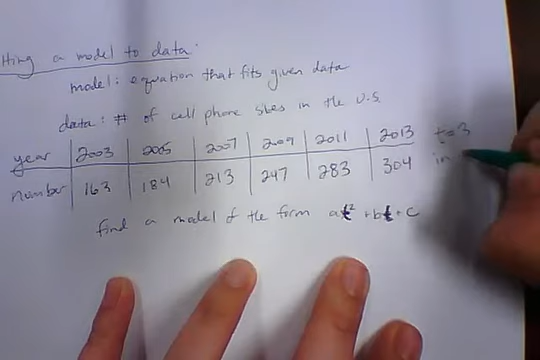 tting a model to data:
model: equation that fits given data
data: # of cell phone sites in the U.S.
year 2003 2005 2007 2009 2011 2013 t=3
number 163 184 213 247 283 304 in
find a model of the form at²+bt+c